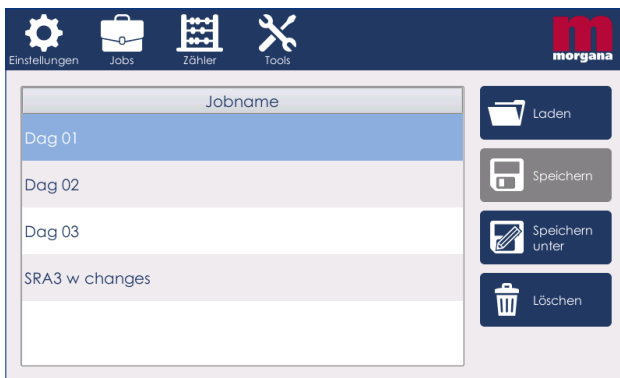 Einstellungen
Jobs
Zähler
Tools
morgana
Jobname
Dag 01
Dag 02
Dag 03
SRA3 w changes
Laden
Speichern
Speichern
unter
Löschen